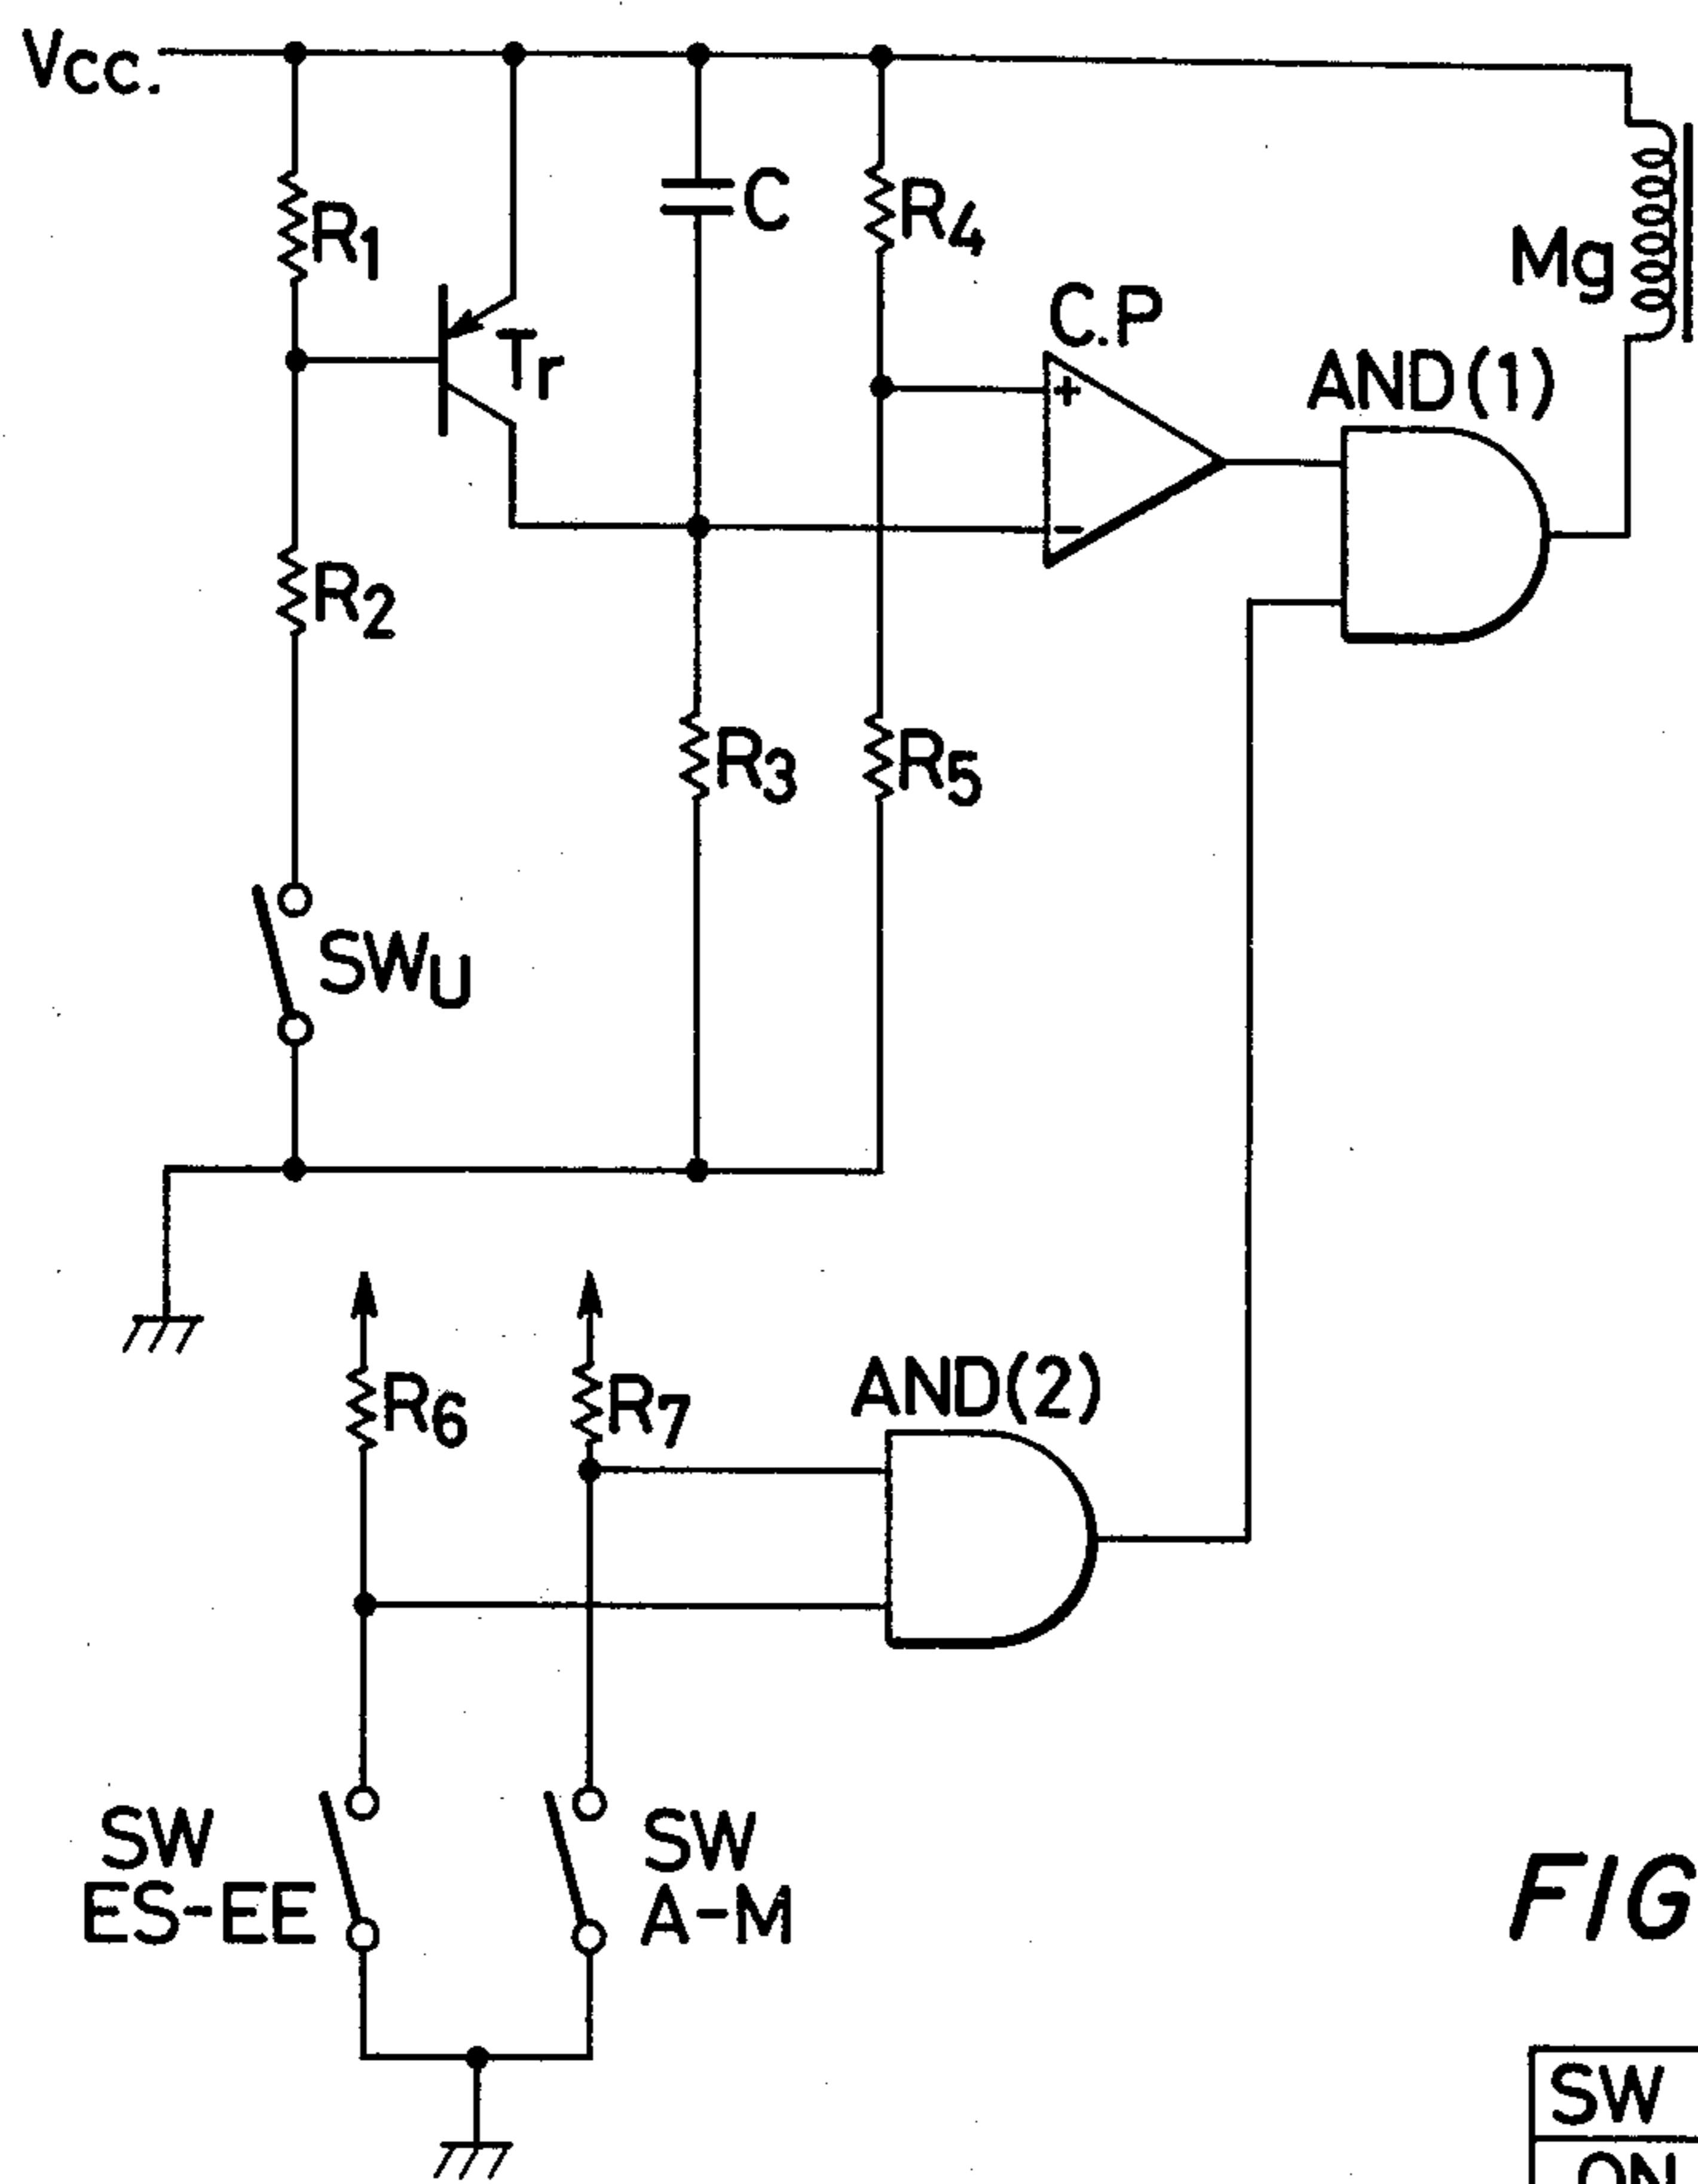 Vcc.
R1
C
R4
Mg
Tr
C.P
+
−
AND(1)
R2
R3
R5
SWU
R6
R7
AND(2)
SW
ES-EE
SW
A-M
FIG
SW
ON